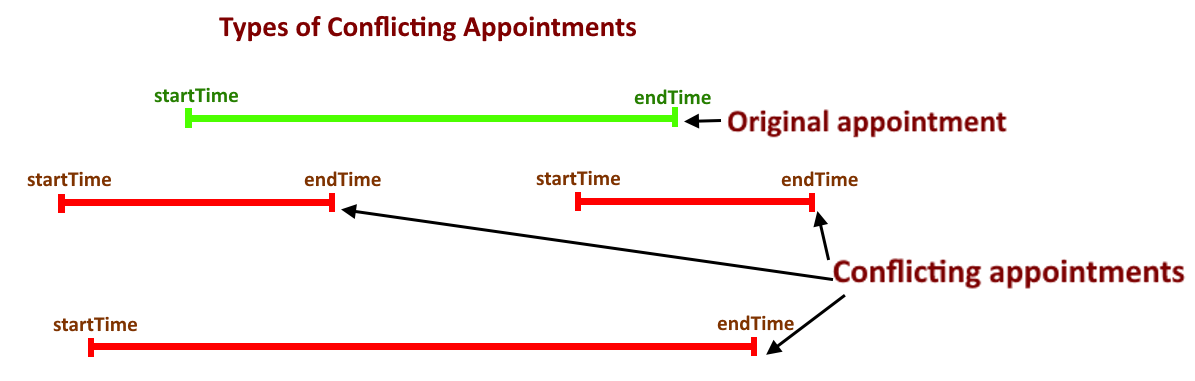 Types of Conflicting Appointments
startTime
endTime
Original appointment
startTime
endTime
startTime
endTime
Conflicting appointments
startTime
endTime